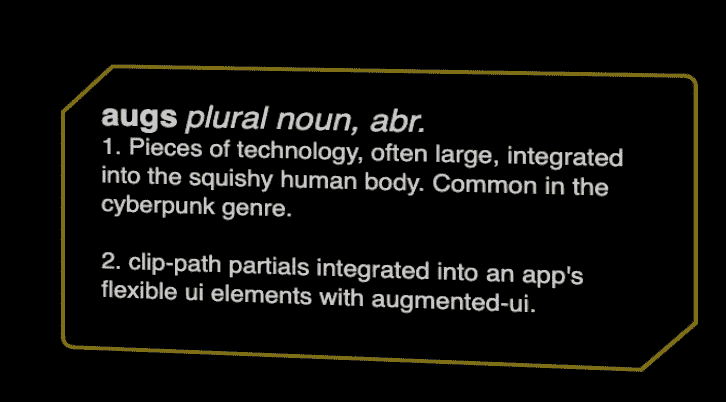 augs plural noun, abr.
1. Pieces of technology, often large, integrated
into the squishy human body. Common in the
cyberpunk genre.
2. clip-path partials integrated into an app's
flexible ui elements with augmented-ui.